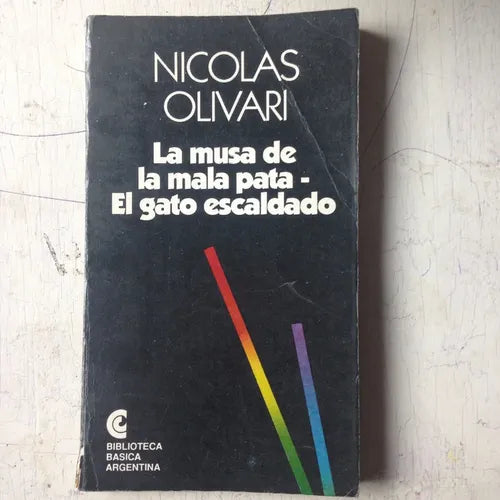 NICOLAS
OLIVARI
La musa de
la mala pata -
El gato escaldado
BIBLIOTECA
BASICA
ARGENTINA